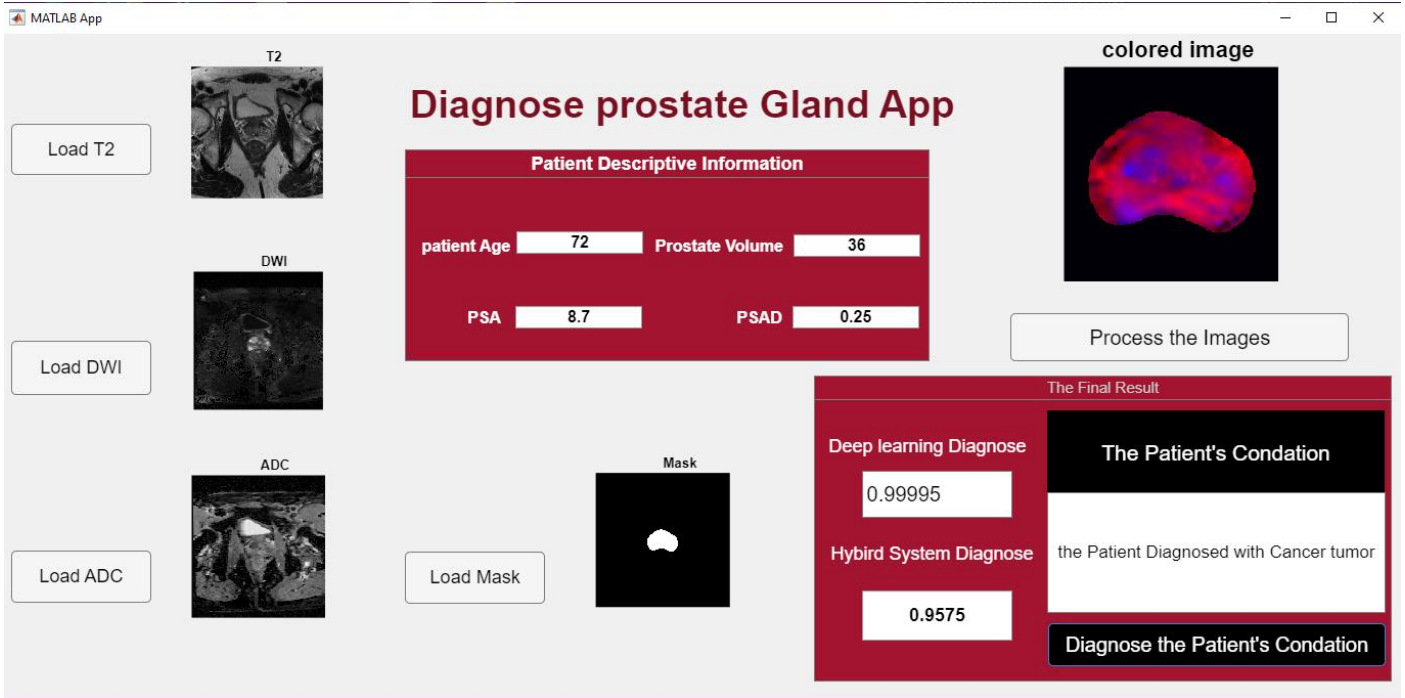 MATLAB App
T2
Load T2
DWI
Load DWI
ADC
Load ADC
Diagnose prostate Gland App
Patient Descriptive Information
patient Age 72 Prostate Volume 36
PSA 8.7 PSAD 0.25
Mask
Load Mask
colored image
Process the Images
The Final Result
Deep learning Diagnose
0.99995
Hybird System Diagnose
0.9575
The Patient's Condation
the Patient Diagnosed with Cancer tumor
Diagnose the Patient's Condation